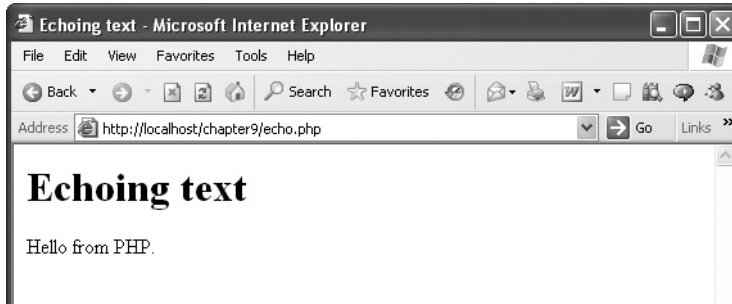 Echoing text - Microsoft Internet Explorer
File Edit View Favorites Tools Help
Back Search Favorites W
Address http://localhost/chapter9/echo.php Go Links »
Echoing text
Hello from PHP.